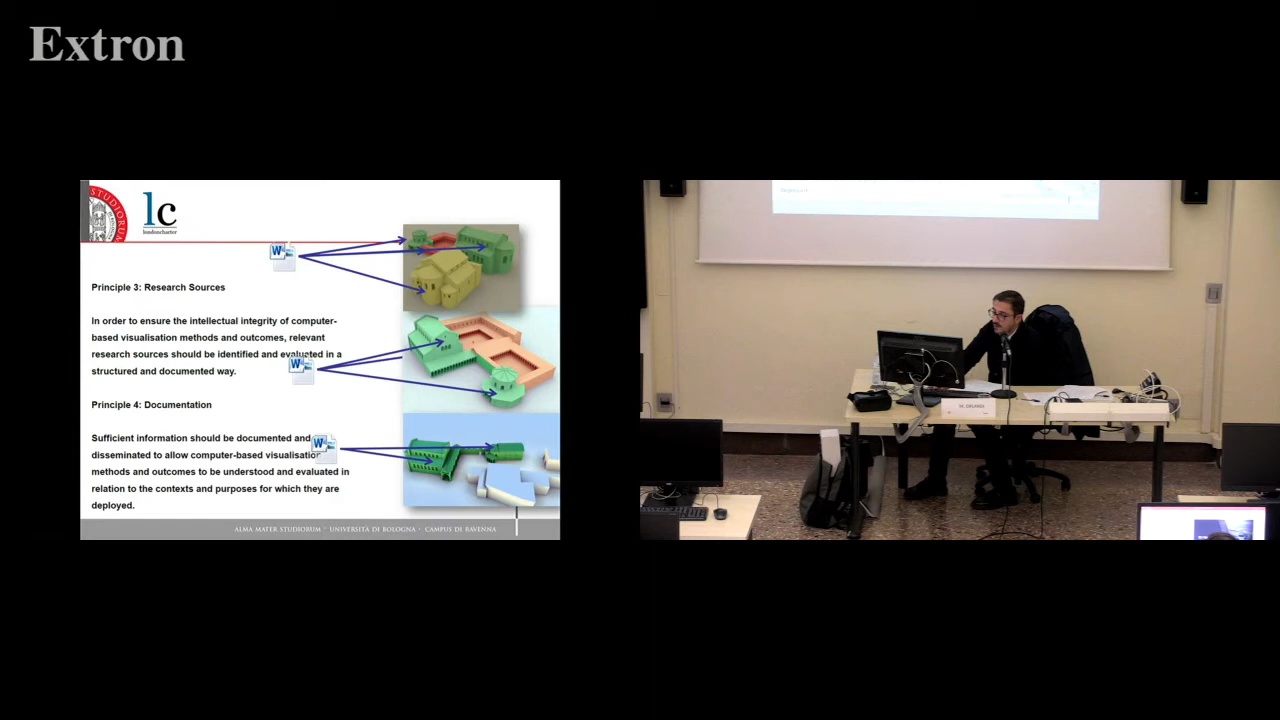 Extron
STUDIORUM
lc
londoncharter
W
Principle 3: Research Sources
In order to ensure the intellectual integrity of computer-
based visualisation methods and outcomes, relevant
research sources should be identified and evaluated in a
structured and documented way.
W
Principle 4: Documentation
Sufficient information should be documented and
disseminated to allow computer-based visualisation
methods and outcomes to be understood and evaluated in
relation to the contexts and purposes for which they are
deployed.
W
ALMA MATER STUDIORUM ~ UNIVERSITÀ DI BOLOGNA - CAMPUS DE RAVENNA